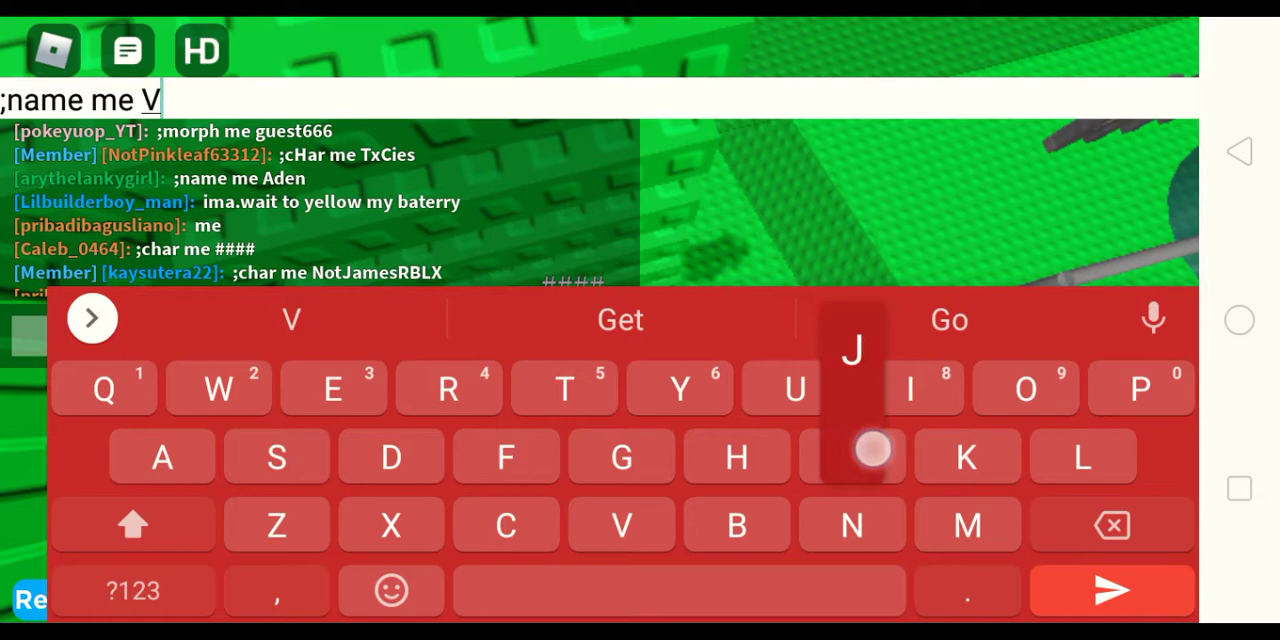 HD
;name me V
[pokeyuop_YT]: ;morph me guest666
[Member] [NotPinkleaf63312]: ;cHar me TxCies
[arythelankygirl]: ;name me Aden
[Lilbuilderboy_man]: ima.wait to yellow my baterry
[pribadibagusliano]: me
[Caleb_0464]: ;char me ####
[Member] [kaysutera22]: ;char me NotJamesRBLX
####
V Get Go
J
Q 1 W 2 E 3 R 4 T 5 Y 6 U I 8 O 9 P 0
A S D F G H K L
Z X C V B N M
?123 , .
Re